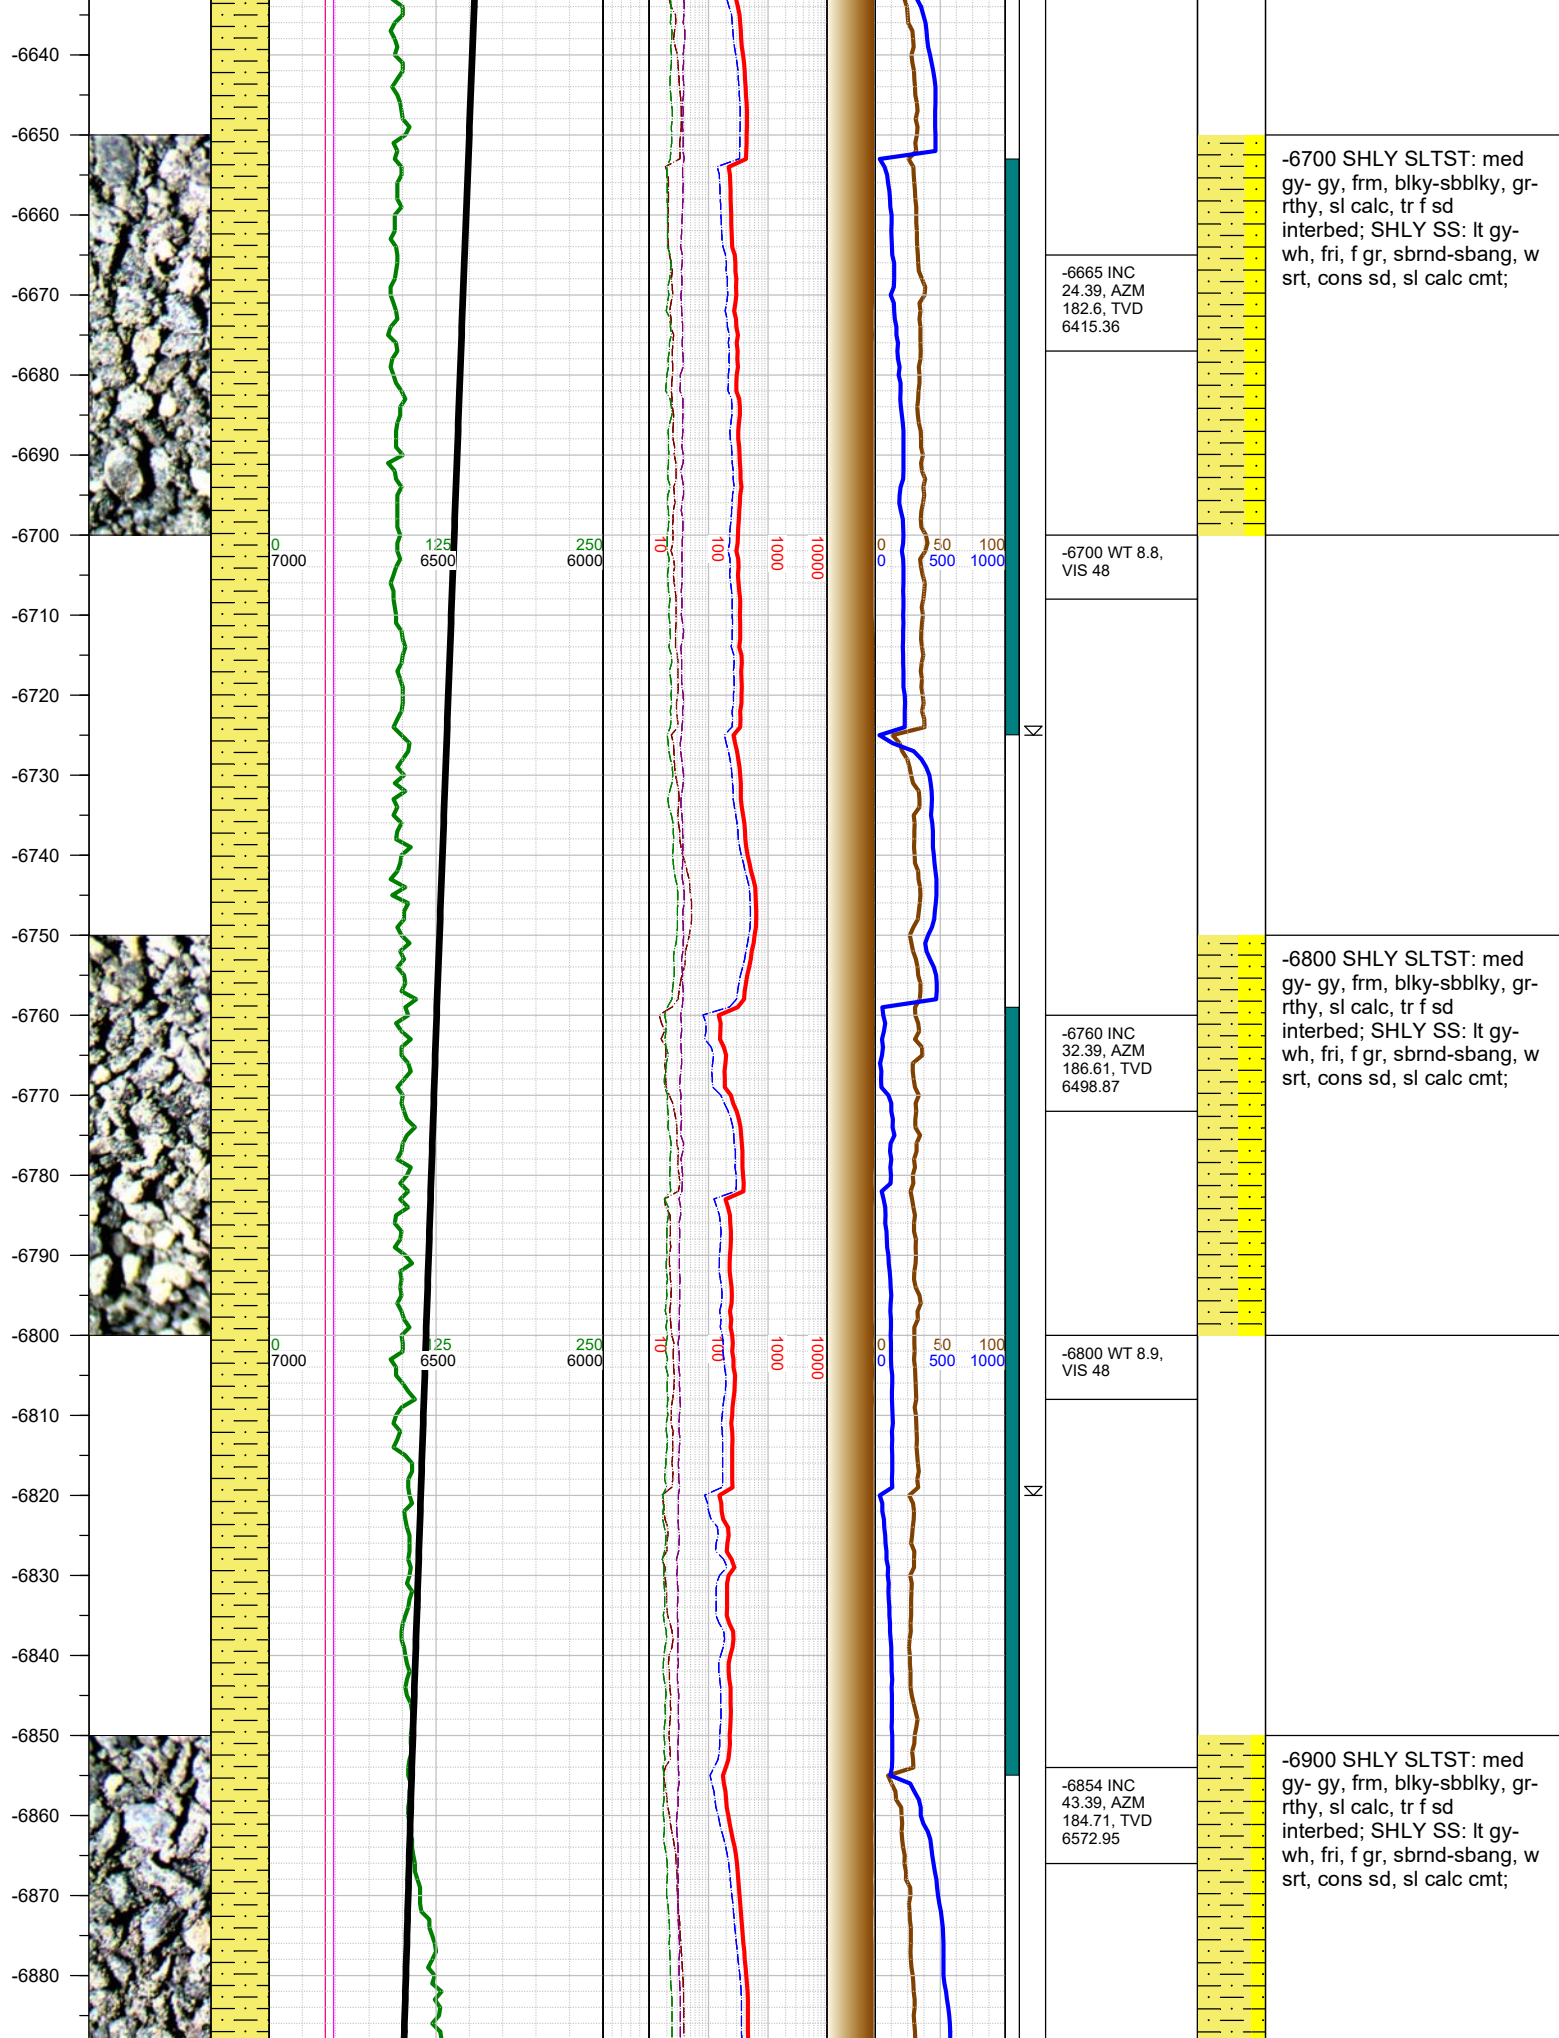 -6640
-6650
-6700 SHLY SLTST: med
gy- gy, frm, blky-sbblky, gr-
rthy, sl calc, tr f sd
interbed; SHLY SS: lt gy-
wh, fri, f gr, sbrnd-sbang, w
srt, cons sd, sl calc cmt;
-6660
-6665 INC
24.39, AZM
182.6, TVD
6415.36
-6670
-6680
-6690
-6700
0 125 250
7000 6500 6000
10 100 1000 10000
0 50 100
0 500 1000
-6700 WT 8.8,
VIS 48
-6710
-6720
-6730
-6740
-6750
-6800 SHLY SLTST: med
gy- gy, frm, blky-sbblky, gr-
rthy, sl calc, tr f sd
interbed; SHLY SS: lt gy-
wh, fri, f gr, sbrnd-sbang, w
srt, cons sd, sl calc cmt;
-6760
-6760 INC
32.39, AZM
186.61, TVD
6498.87
-6770
-6780
-6790
-6800
0 125 250
7000 6500 6000
10 100 1000 10000
0 50 100
0 500 1000
-6800 WT 8.9,
VIS 48
-6810
-6820
-6830
-6840
-6850
-6900 SHLY SLTST: med
gy- gy, frm, blky-sbblky, gr-
rthy, sl calc, tr f sd
interbed; SHLY SS: lt gy-
wh, fri, f gr, sbrnd-sbang, w
srt, cons sd, sl calc cmt;
-6854 INC
43.39, AZM
184.71, TVD
6572.95
-6860
-6870
-6880